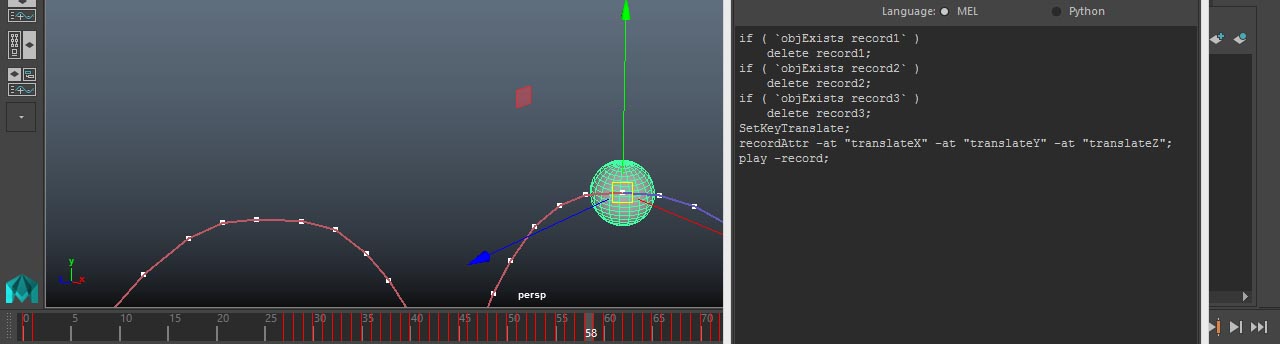 Language: MEL Python
if ( `objExists record1` )
    delete record1;
if ( `objExists record2` )
    delete record2;
if ( `objExists record3` )
    delete record3;
SetKeyTranslate;
recordAttr -at "translateX" -at "translateY" -at "translateZ";
play -record;
y
x
persp
0 5 10 15 20 25 30 35 40 45 50 55 60 65 70
58